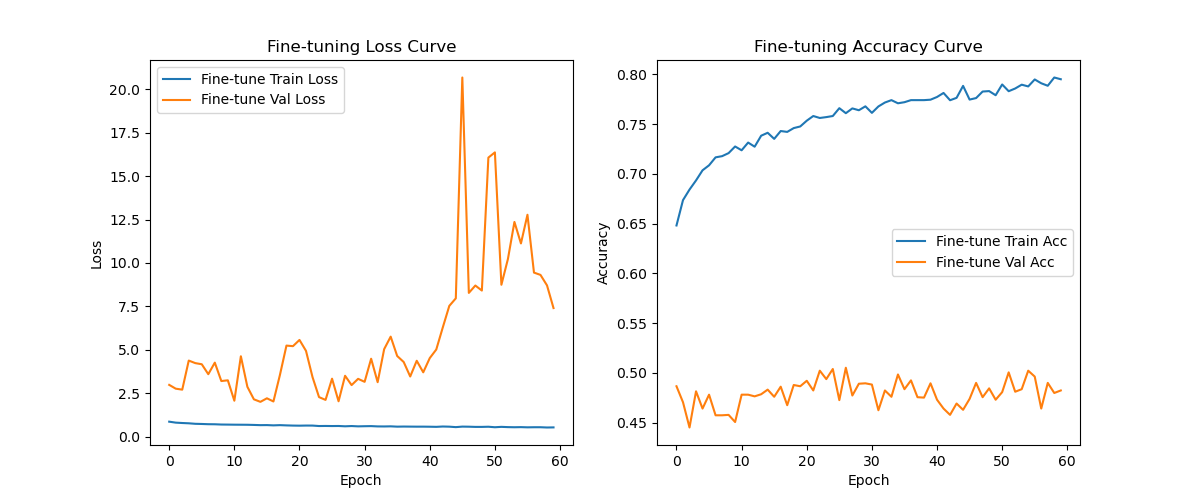 Fine-tuning Loss Curve
Fine-tune Train Loss
Fine-tune Val Loss
20.0
17.5
15.0
12.5
10.0
7.5
5.0
2.5
0.0
Loss
0 10 20 30 40 50 60
Epoch
Fine-tuning Accuracy Curve
0.80
0.75
0.70
0.65
0.60
0.55
0.50
0.45
Accuracy
Fine-tune Train Acc
Fine-tune Val Acc
0 10 20 30 40 50 60
Epoch